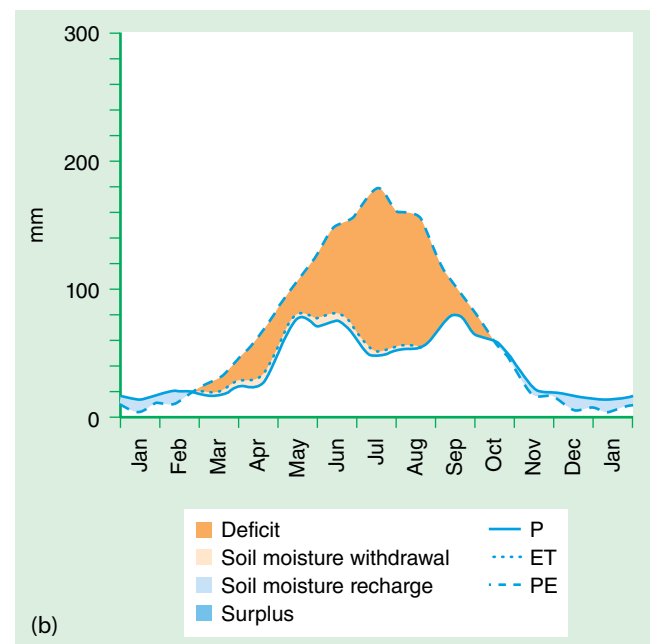 300
200
mm
100
0
Jan
Feb
Mar
Apr
May
Jun
Jul
Aug
Sep
Oct
Nov
Dec
Jan
Deficit
Soil moisture withdrawal
Soil moisture recharge
Surplus
P
ET
PE
(b)